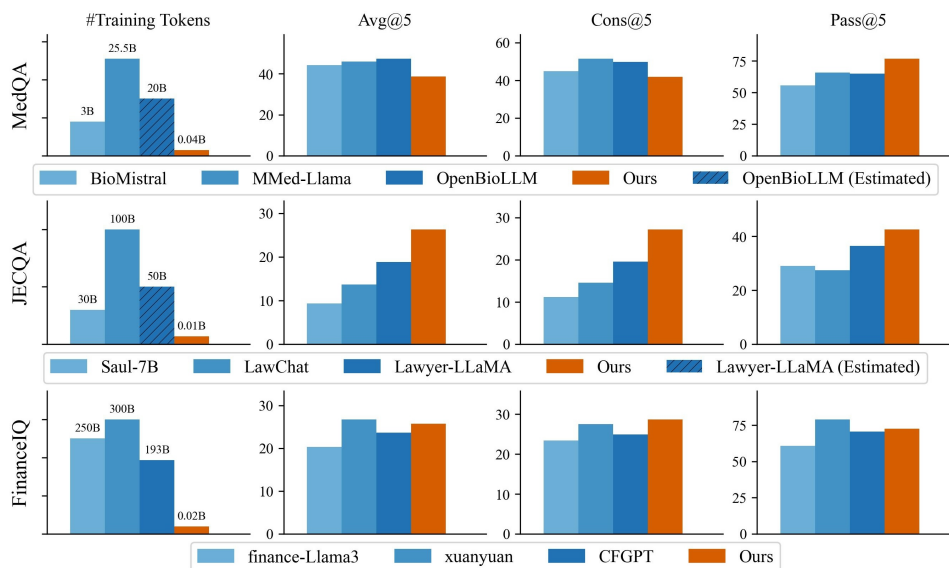 #Training Tokens Avg@5 Cons@5 Pass@5
MedQA
3B 25.5B 20B 0.04B
0 20 40
0 20 40 60
0 25 50 75
BioMistral MMed-Llama OpenBioLLM Ours OpenBioLLM (Estimated)
JECQA
30B 100B 50B 0.01B
0 10 20 30
0 10 20 30
0 20 40
Saul-7B LawChat Lawyer-LLaMA Ours Lawyer-LLaMA (Estimated)
FinanceIQ
250B 300B 193B 0.02B
0 10 20 30
0 10 20 30
0 25 50 75
finance-Llama3 xuanyuan CFGPT Ours